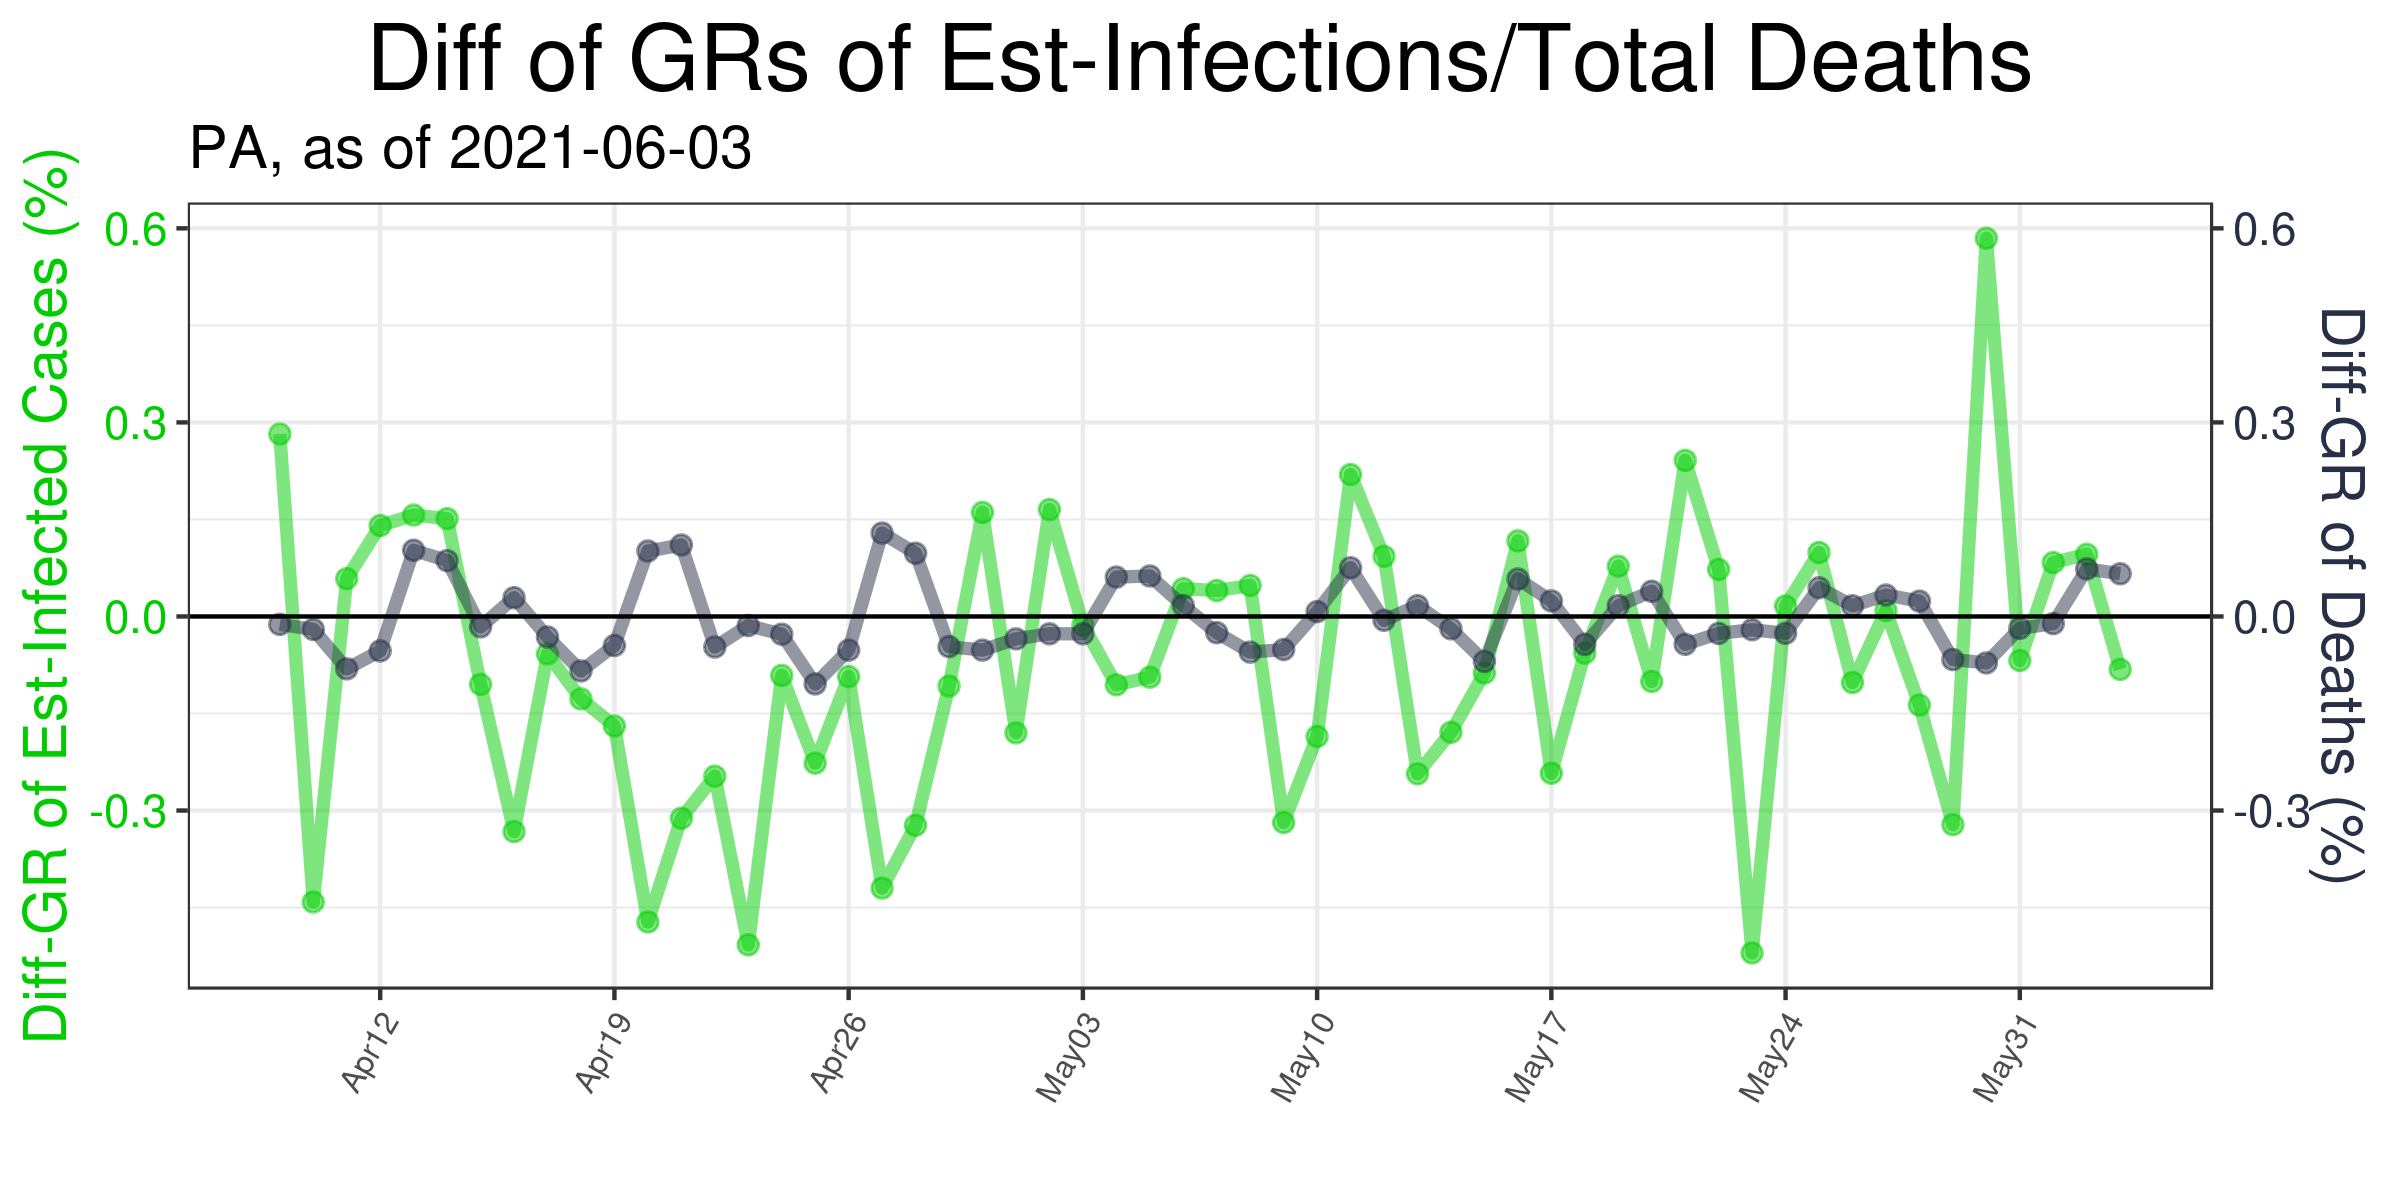 Diff of GRs of Est-Infections/Total Deaths
PA, as of 2021-06-03
Diff-GR of Est-Infected Cases (%)
0.6
0.3
0.0
-0.3
0.6
0.3
0.0
-0.3
Diff-GR of Deaths (%)
Apr12
Apr19
Apr26
May03
May10
May17
May24
May31